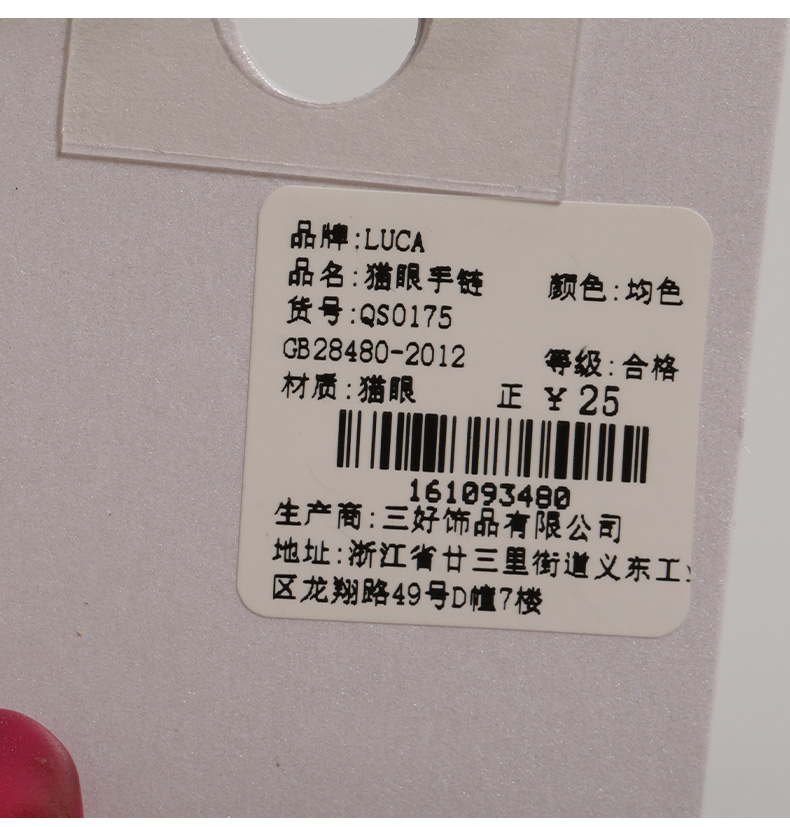 品牌:LUCA
品名:猫眼手链 颜色:均色
货号:QS0175
GB28480-2012 等级:合格
材质:猫眼 正 ¥25
161093480
生产商:三好饰品有限公司
地址:浙江省廿三里街道义东工
区龙翔路49号D幢7楼